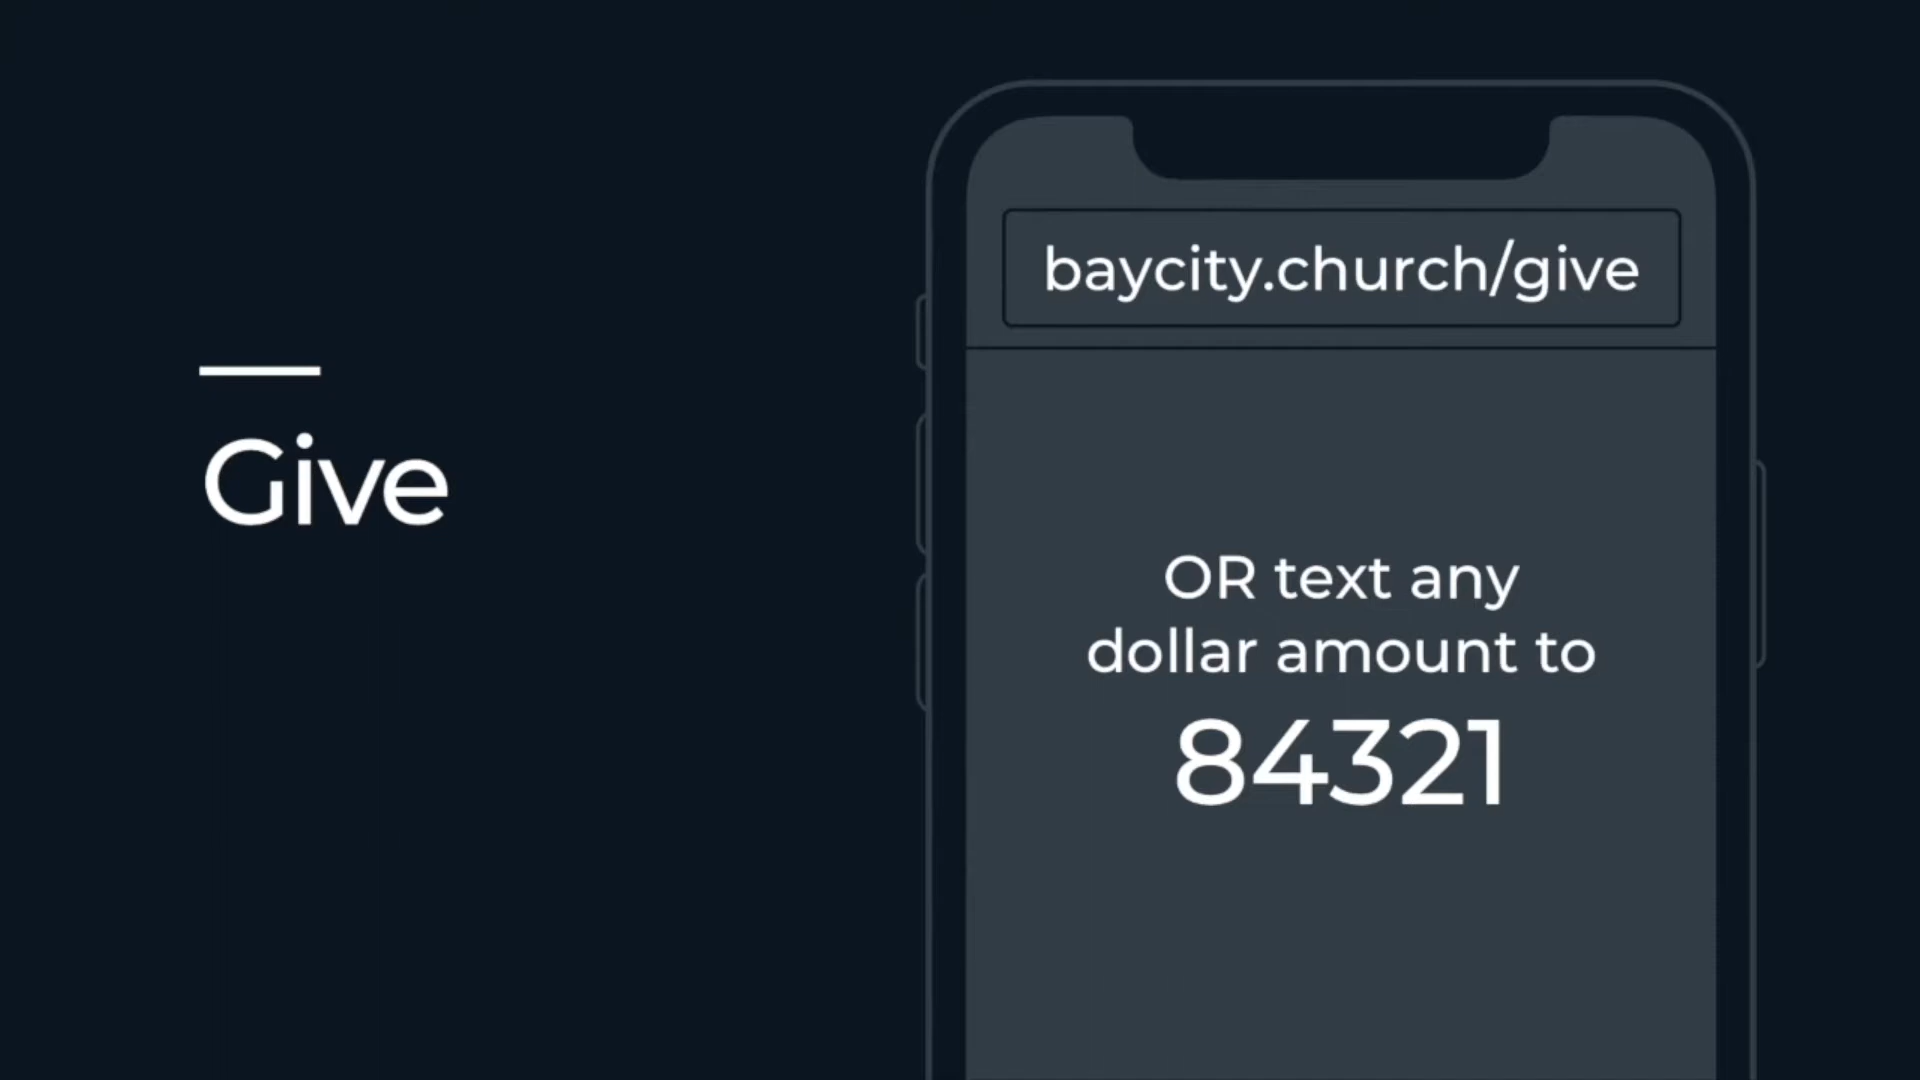 Give
baycity.church/give
OR text any
dollar amount to
84321